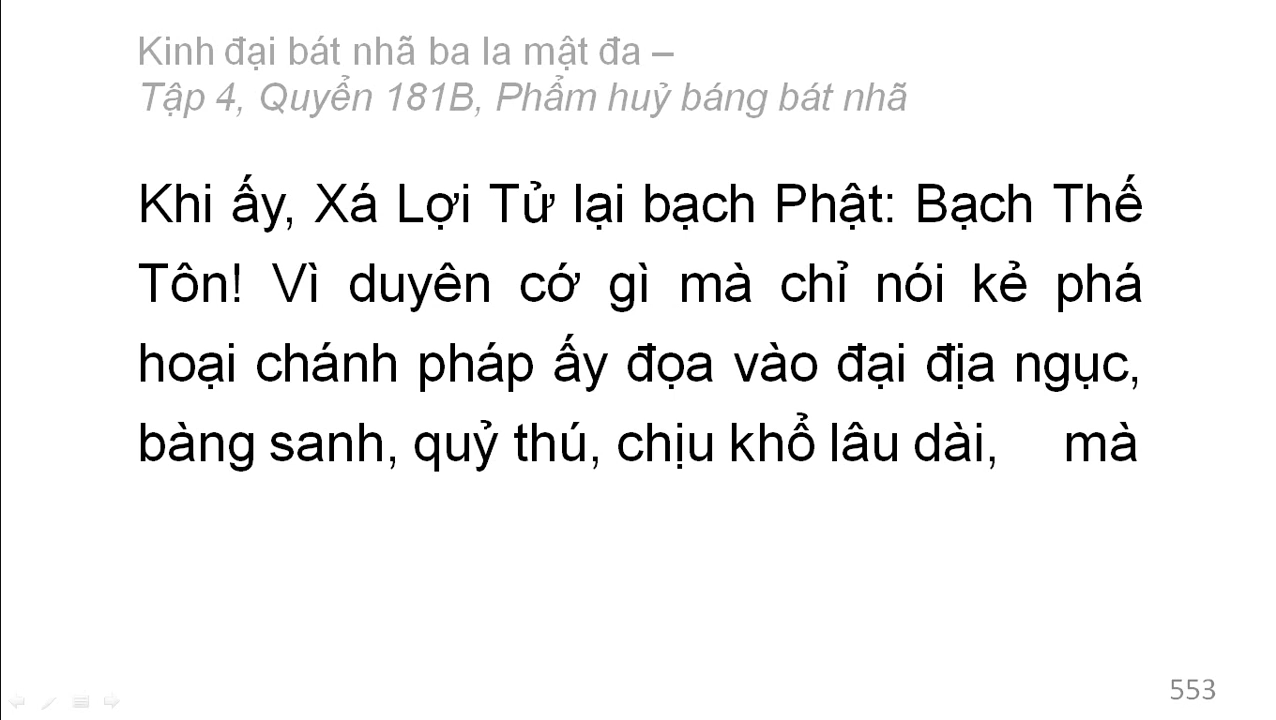 Kinh đại bát nhã ba la mật đa –
Tập 4, Quyển 181B, Phẩm huỷ báng bát nhã
Khi ấy, Xá Lợi Tử lại bạch Phật: Bạch Thế
Tôn! Vì duyên cớ gì mà chỉ nói kẻ phá
hoại chánh pháp ấy đọa vào đại địa ngục,
bàng sanh, quỷ thú, chịu khổ lâu dài, mà
553